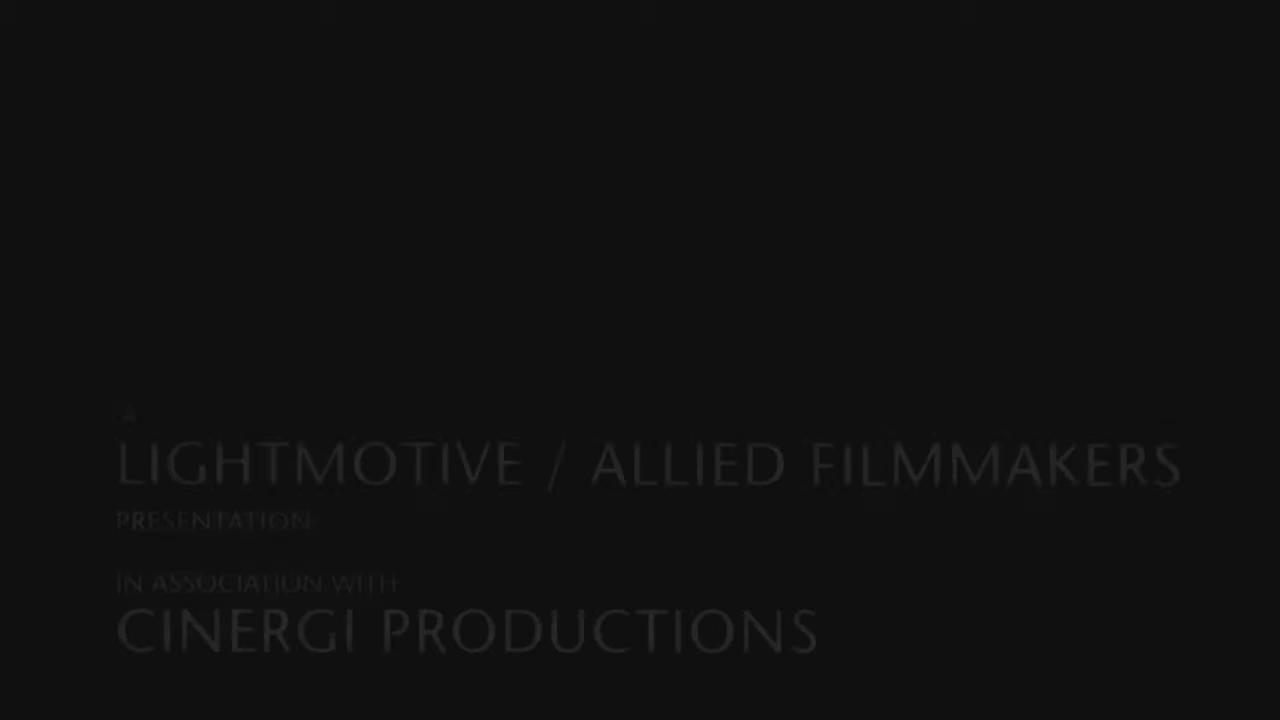 A
LIGHTMOTIVE / ALLIED FILMMAKERS
PRESENTATION
IN ASSOCIATION WITH
CINERGI PRODUCTIONS